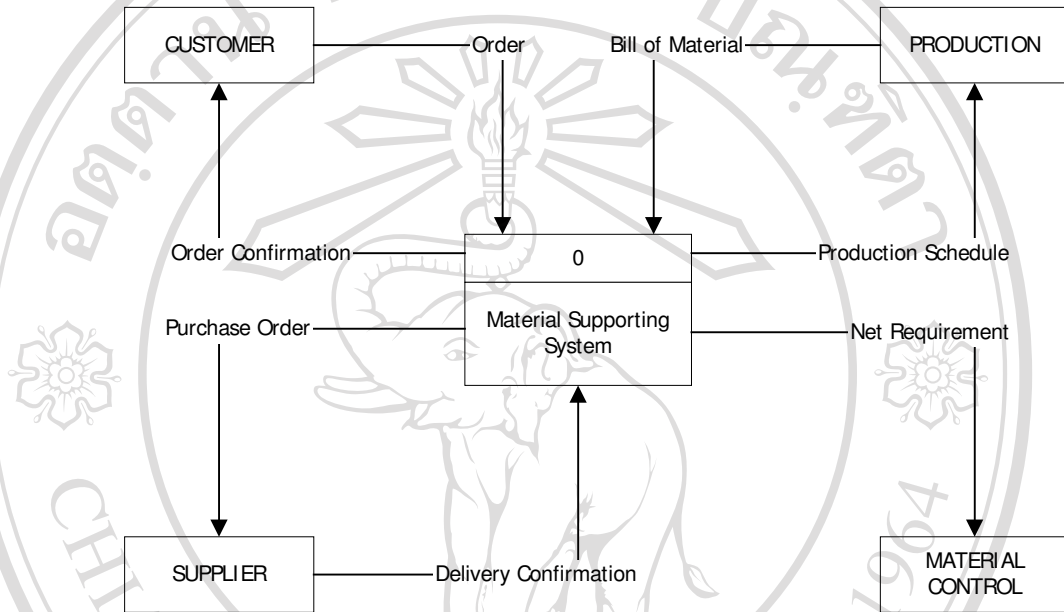 CUSTOMER
Order
Bill of Material
PRODUCTION
Order Confirmation
0
Production Schedule
Purchase Order
Material Supporting
System
Net Requirement
SUPPLIER
Delivery Confirmation
MATERIAL
CONTROL
1964